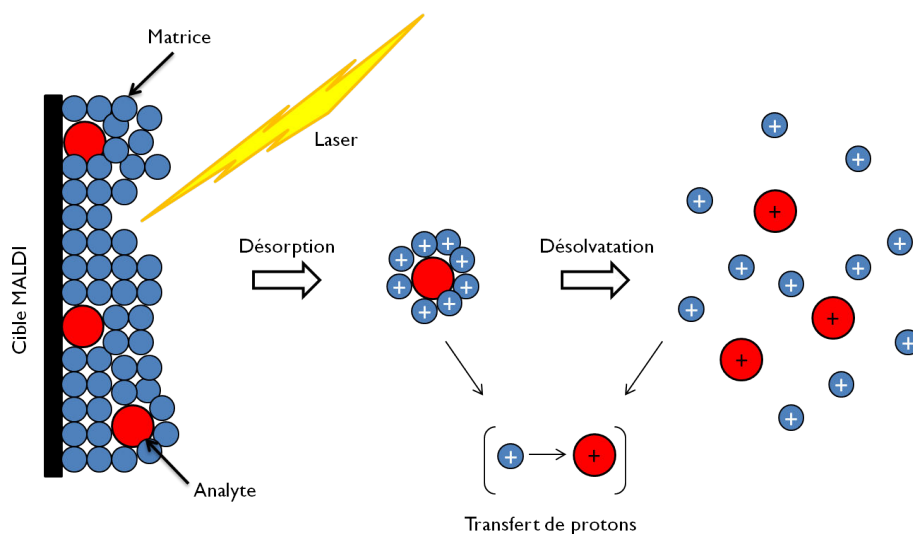 Matrice
Laser
Cible MALDI
Désorption
Désolvatation
Analyte
Transfert de protons